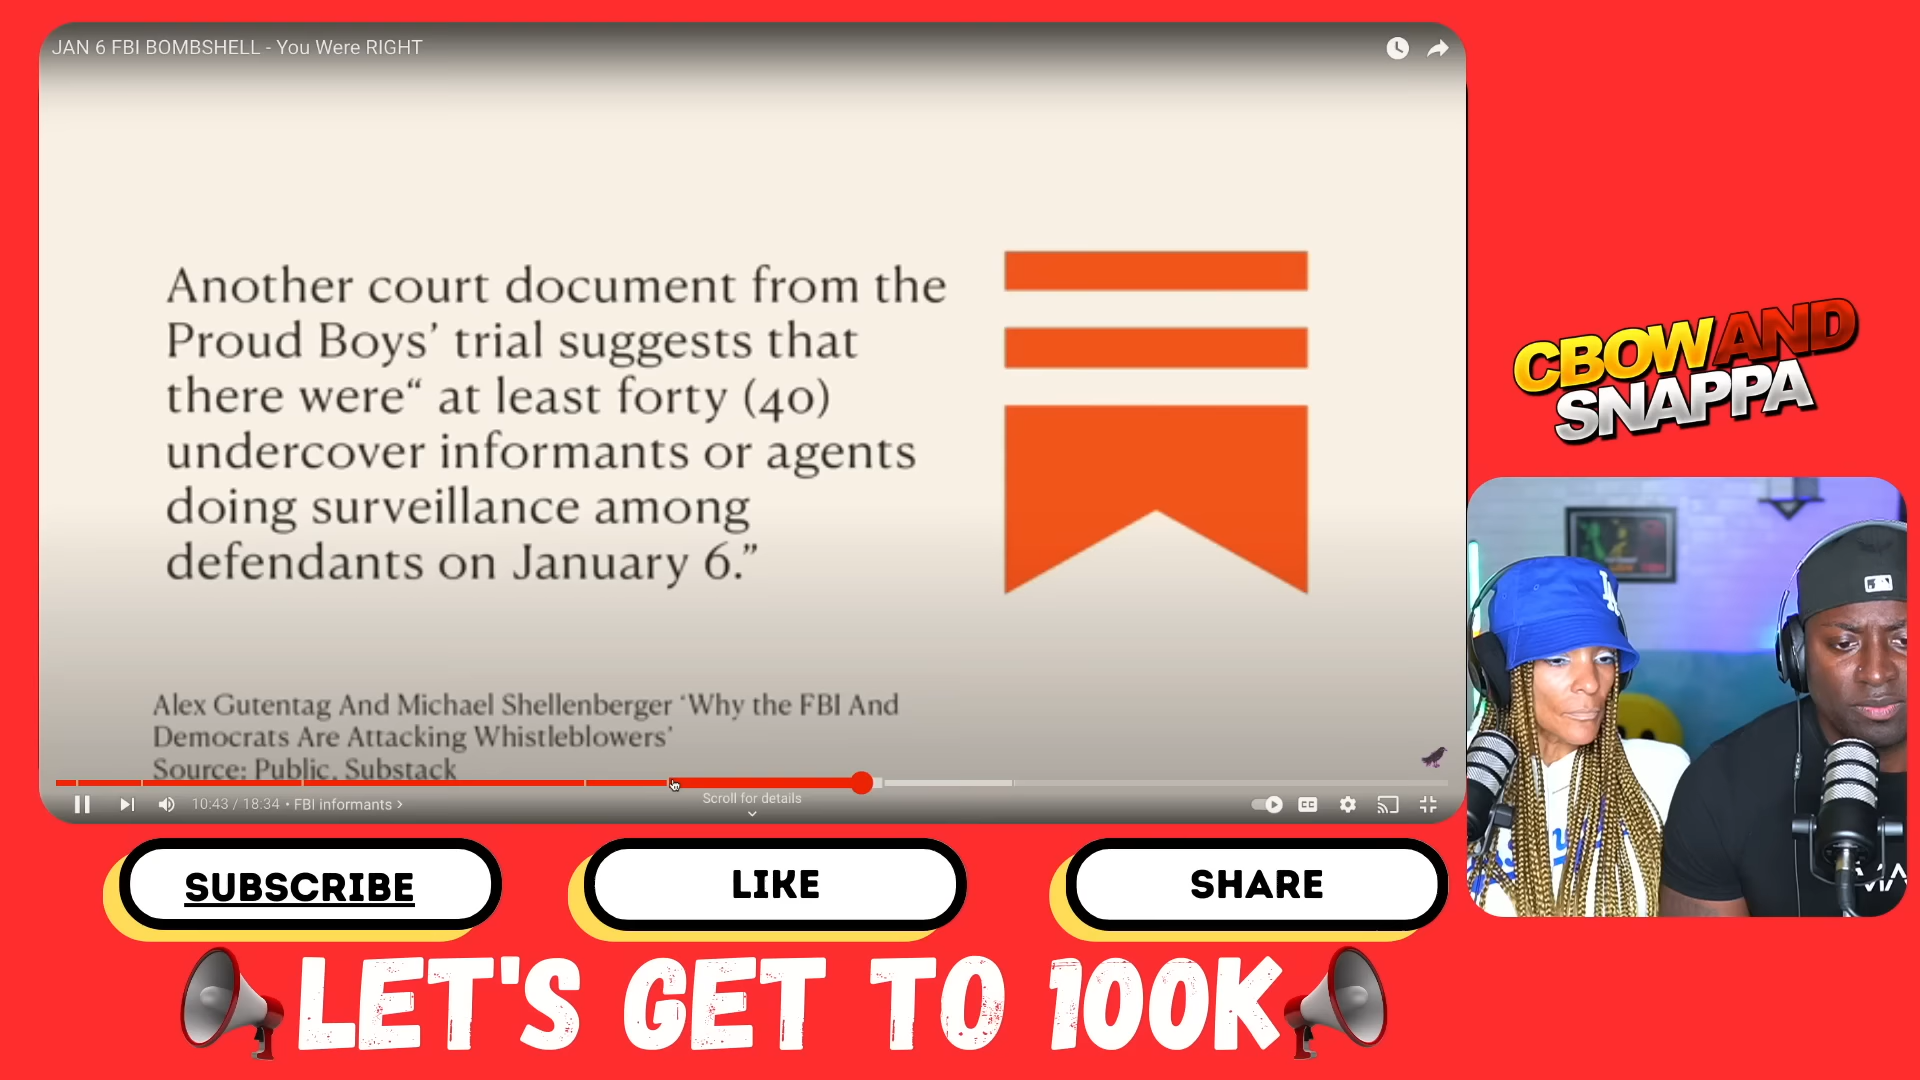 JAN 6 FBI BOMBSHELL - You Were RIGHT
Another court document from the
Proud Boys’ trial suggests that
there were“ at least forty (40)
undercover informants or agents
doing surveillance among
defendants on January 6.”
Alex Gutentag And Michael Shellenberger ‘Why the FBI And
Democrats Are Attacking Whistleblowers’
Source: Public, Substack
10:43 / 18:34 • FBI informants ›
Scroll for details
CC
CBOW AND
SNAPPA
LA
SUBSCRIBE
LIKE
SHARE
LET'S GET TO 100K